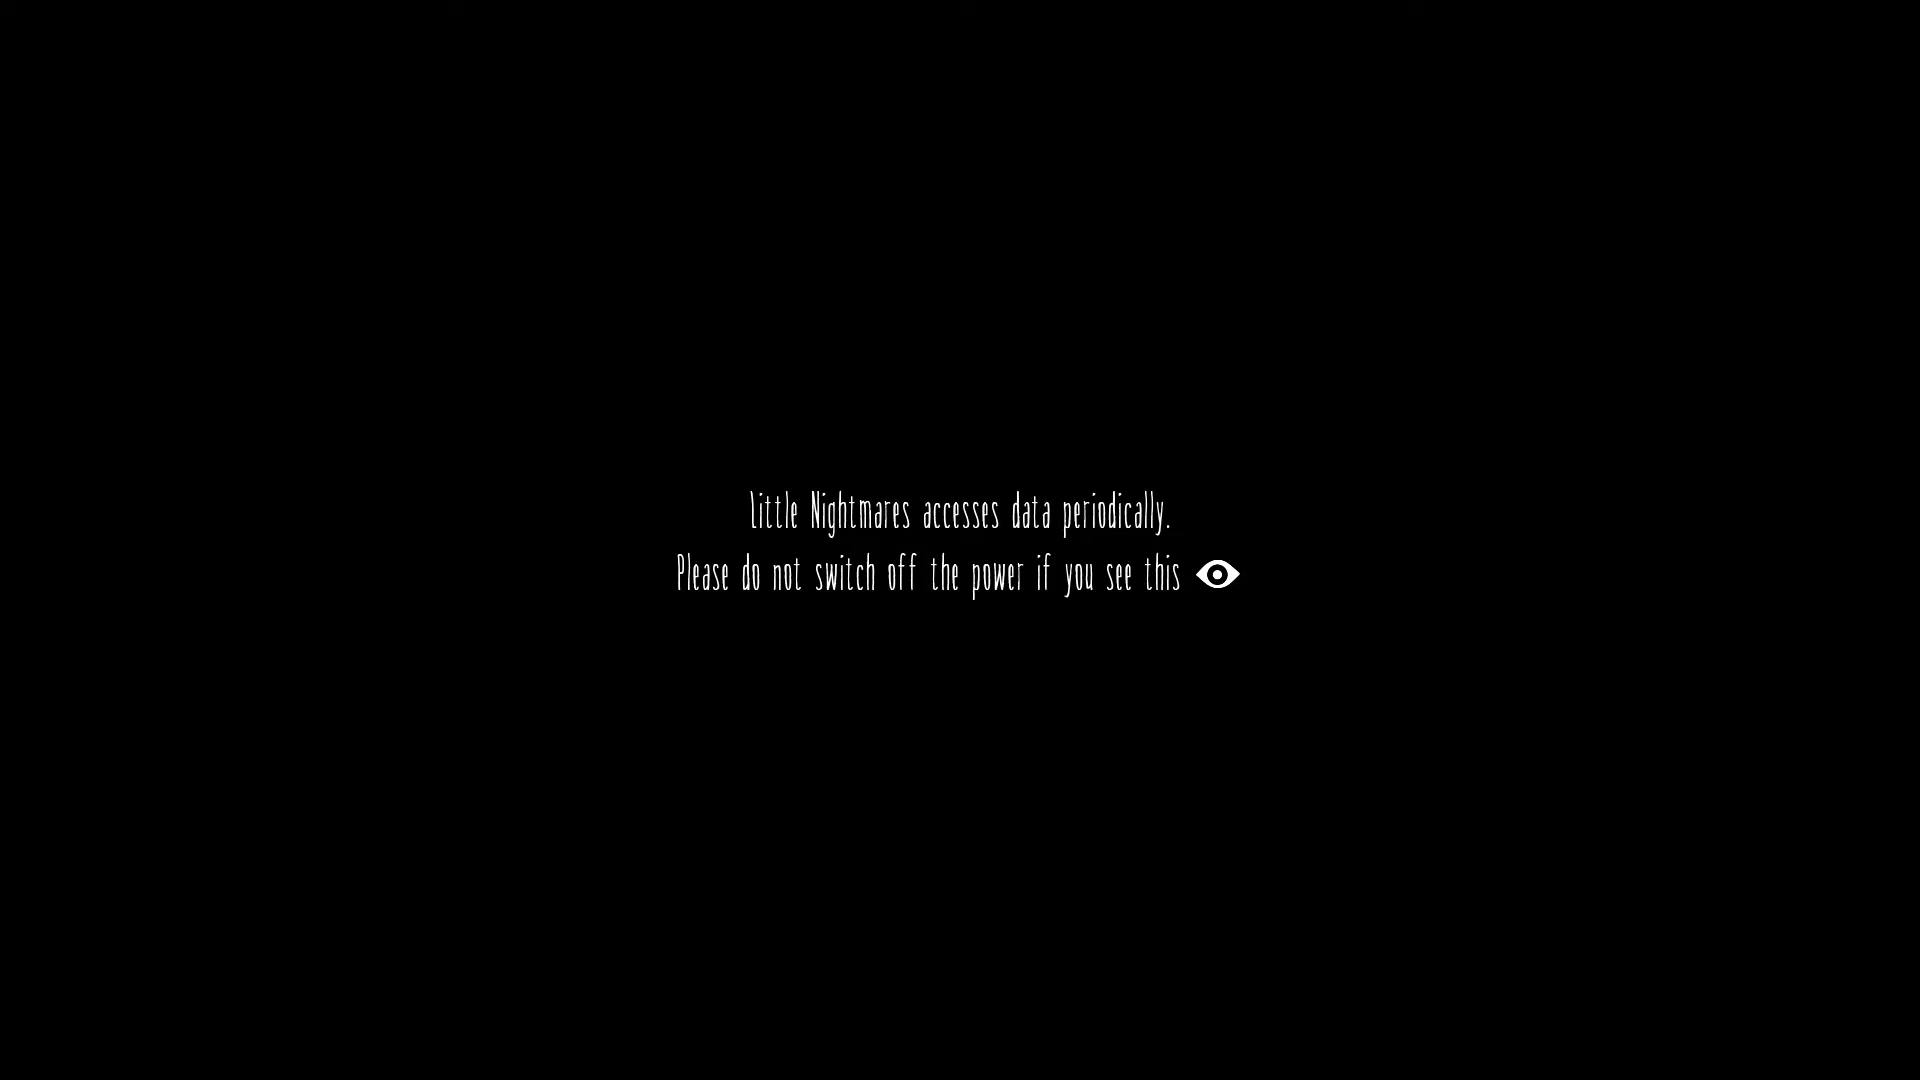 Little Nightmares accesses data periodically.
Please do not switch off the power if you see this